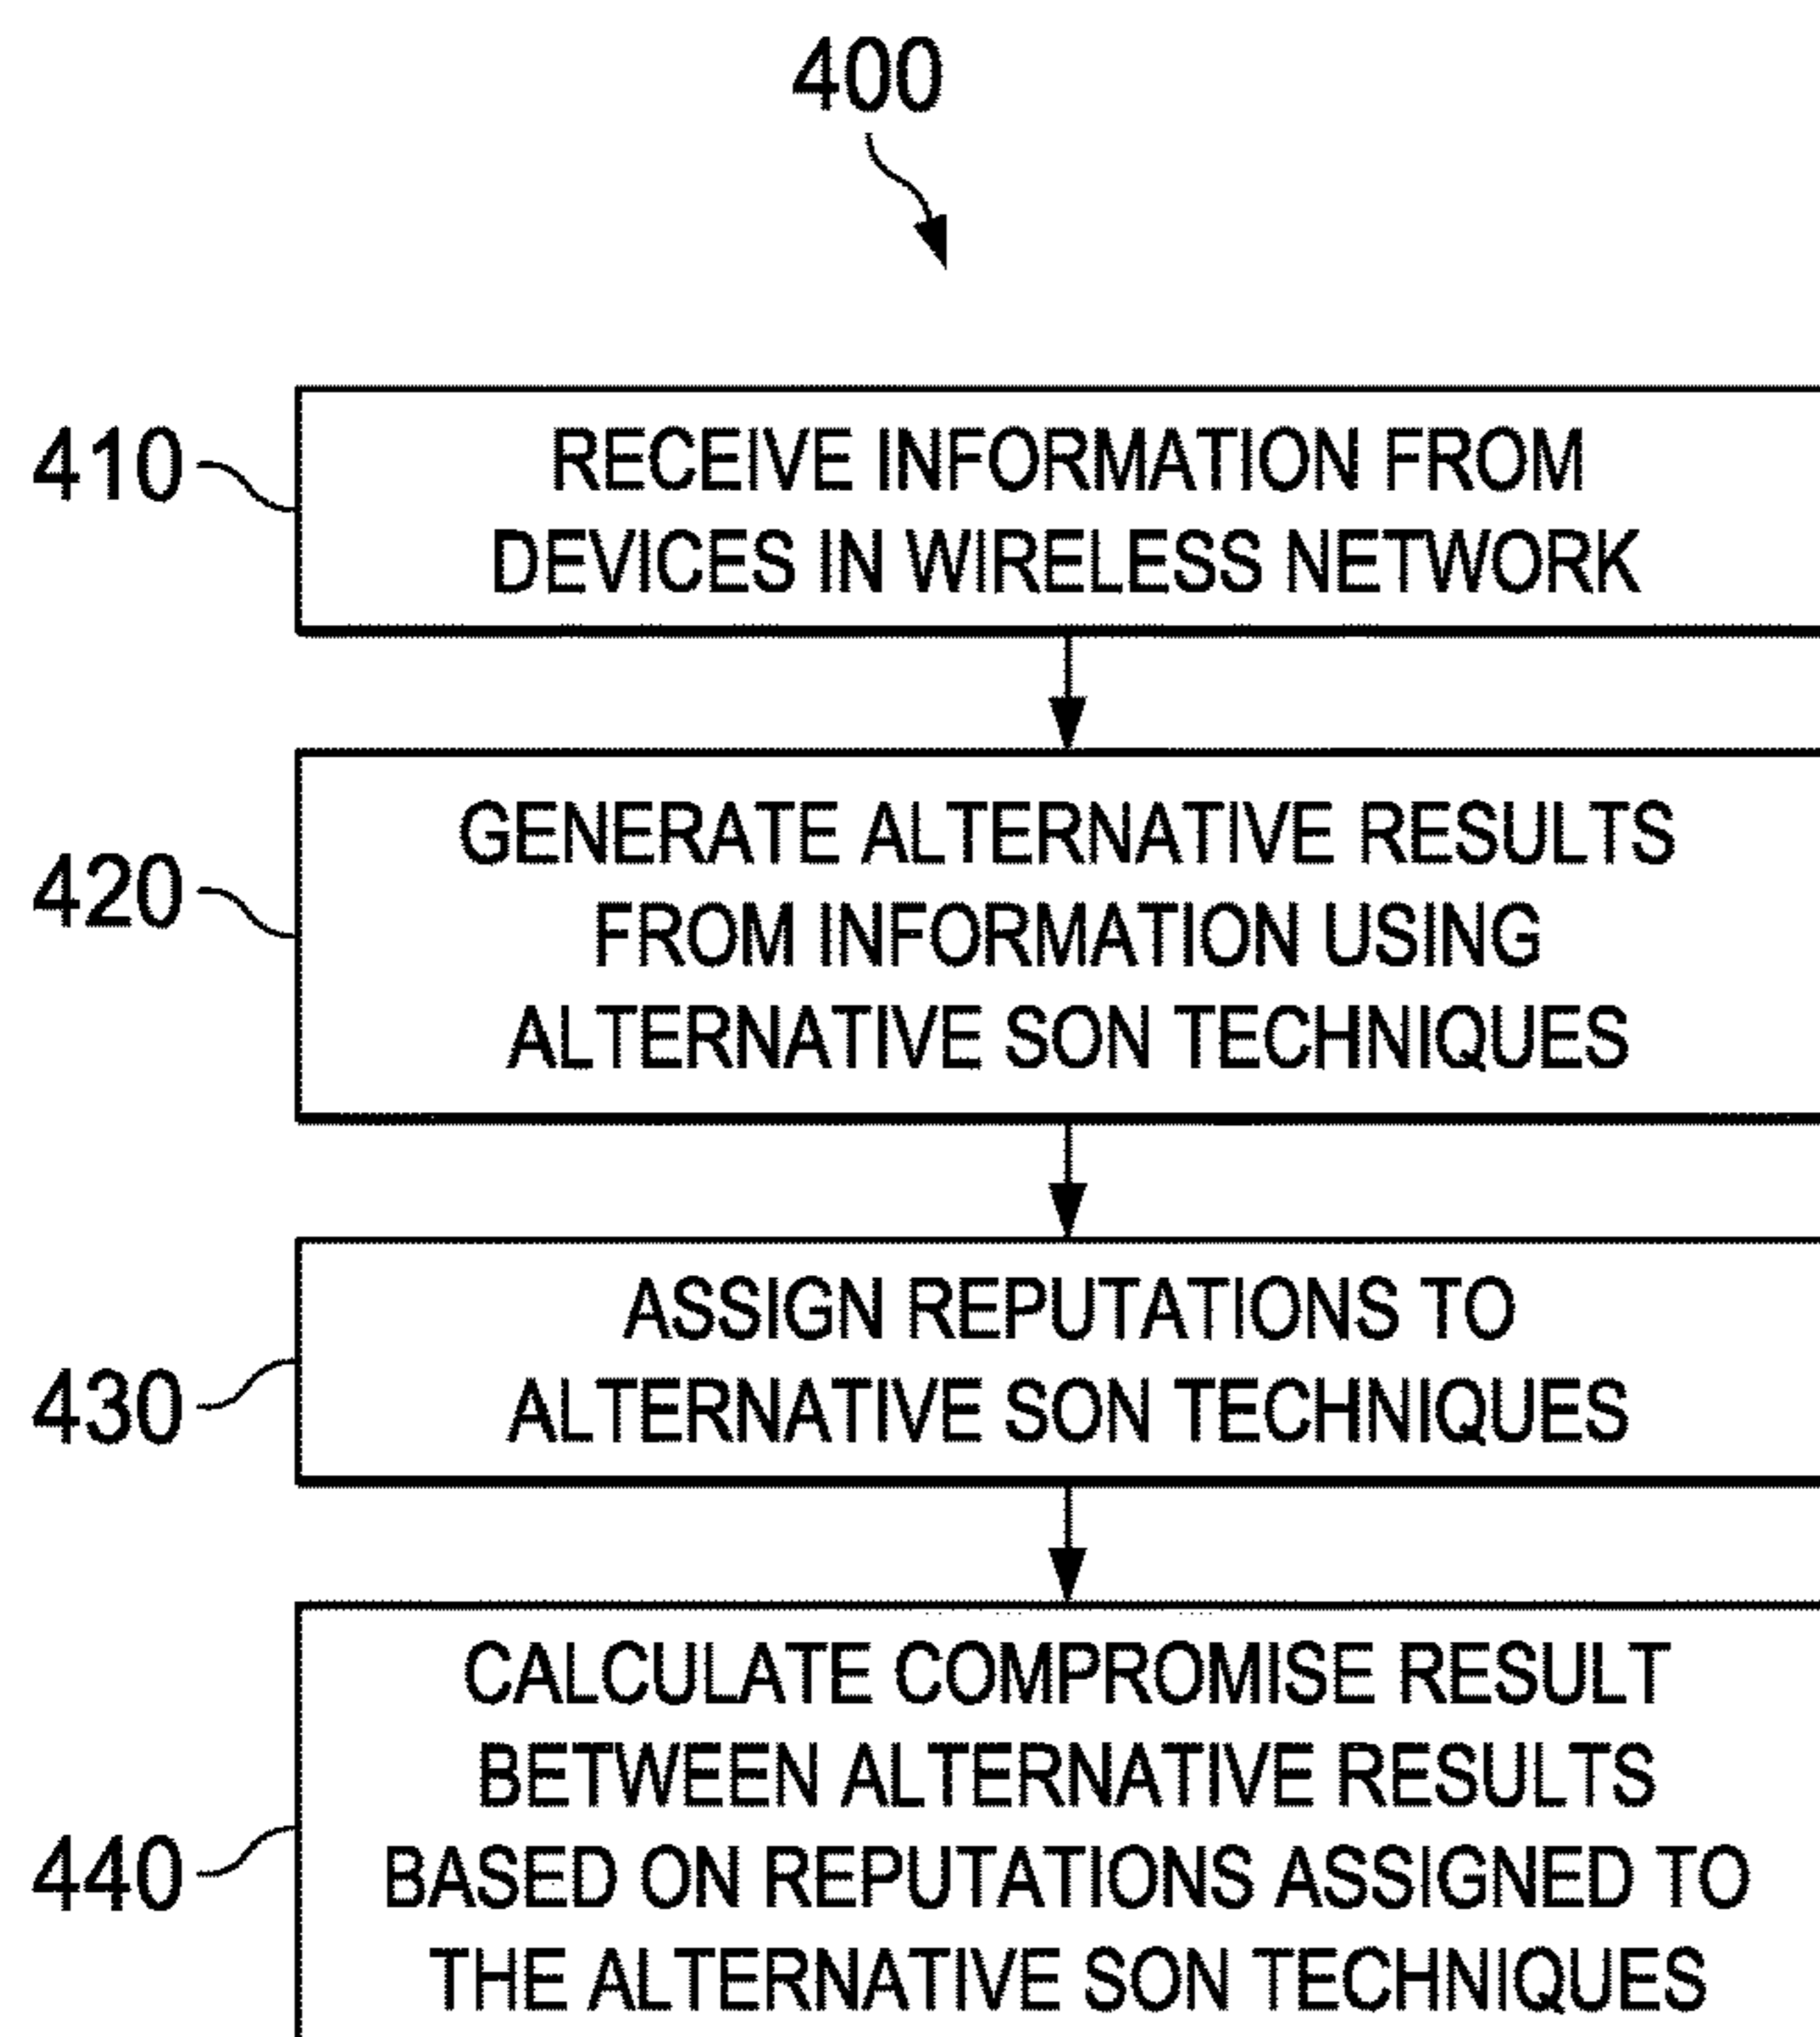 400
410
RECEIVE INFORMATION FROM
DEVICES IN WIRELESS NETWORK
420
GENERATE ALTERNATIVE RESULTS
FROM INFORMATION USING
ALTERNATIVE SON TECHNIQUES
430
ASSIGN REPUTATIONS TO
ALTERNATIVE SON TECHNIQUES
440
CALCULATE COMPROMISE RESULT
BETWEEN ALTERNATIVE RESULTS
BASED ON REPUTATIONS ASSIGNED TO
THE ALTERNATIVE SON TECHNIQUES